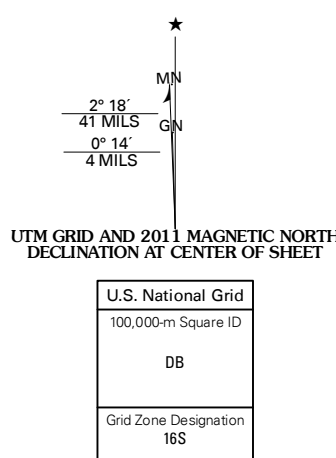 ★
MN
2° 18´
41 MILS
GN
0° 14´
4 MILS
UTM GRID AND 2011 MAGNETIC NORTH
DECLINATION AT CENTER OF SHEET
U.S. National Grid
100,000-m Square ID
DB
Grid Zone Designation
16S